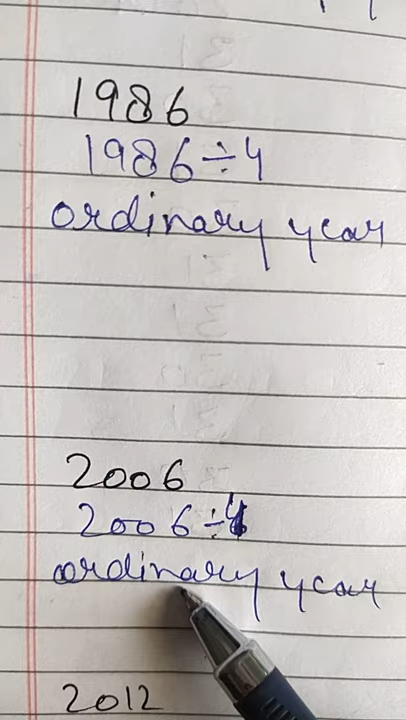 1986
1986÷4
ordinary year
2006
2006÷4
ordinary year
2012